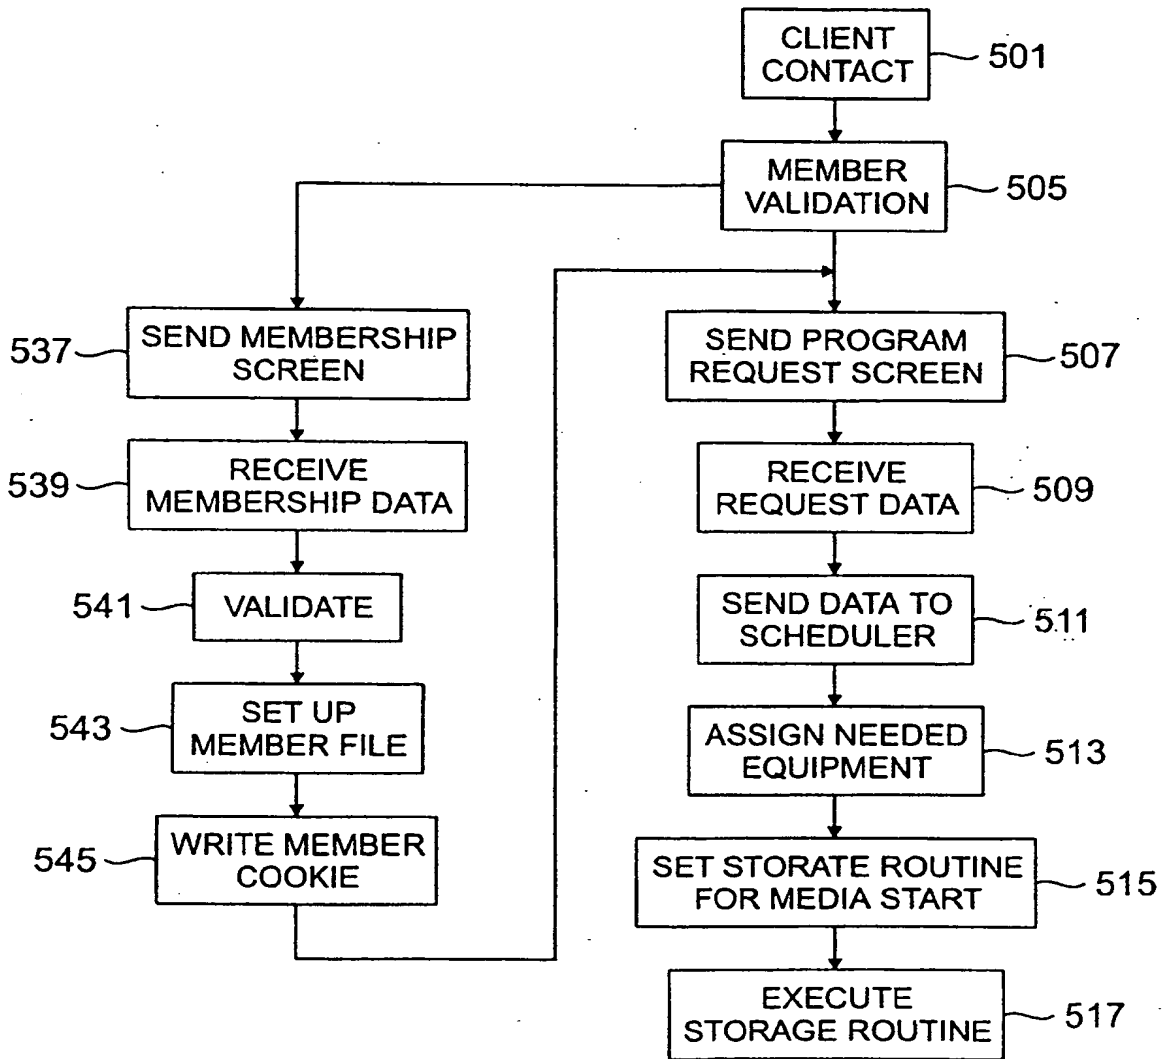 CLIENT
CONTACT
501
MEMBER
VALIDATION
505
537
SEND MEMBERSHIP
SCREEN
539
RECEIVE
MEMBERSHIP DATA
541
VALIDATE
543
SET UP
MEMBER FILE
545
WRITE MEMBER
COOKIE
SEND PROGRAM
REQUEST SCREEN
507
RECEIVE
REQUEST DATA
509
SEND DATA TO
SCHEDULER
511
ASSIGN NEEDED
EQUIPMENT
513
SET STORATE ROUTINE
FOR MEDIA START
515
EXECUTE
STORAGE ROUTINE
517